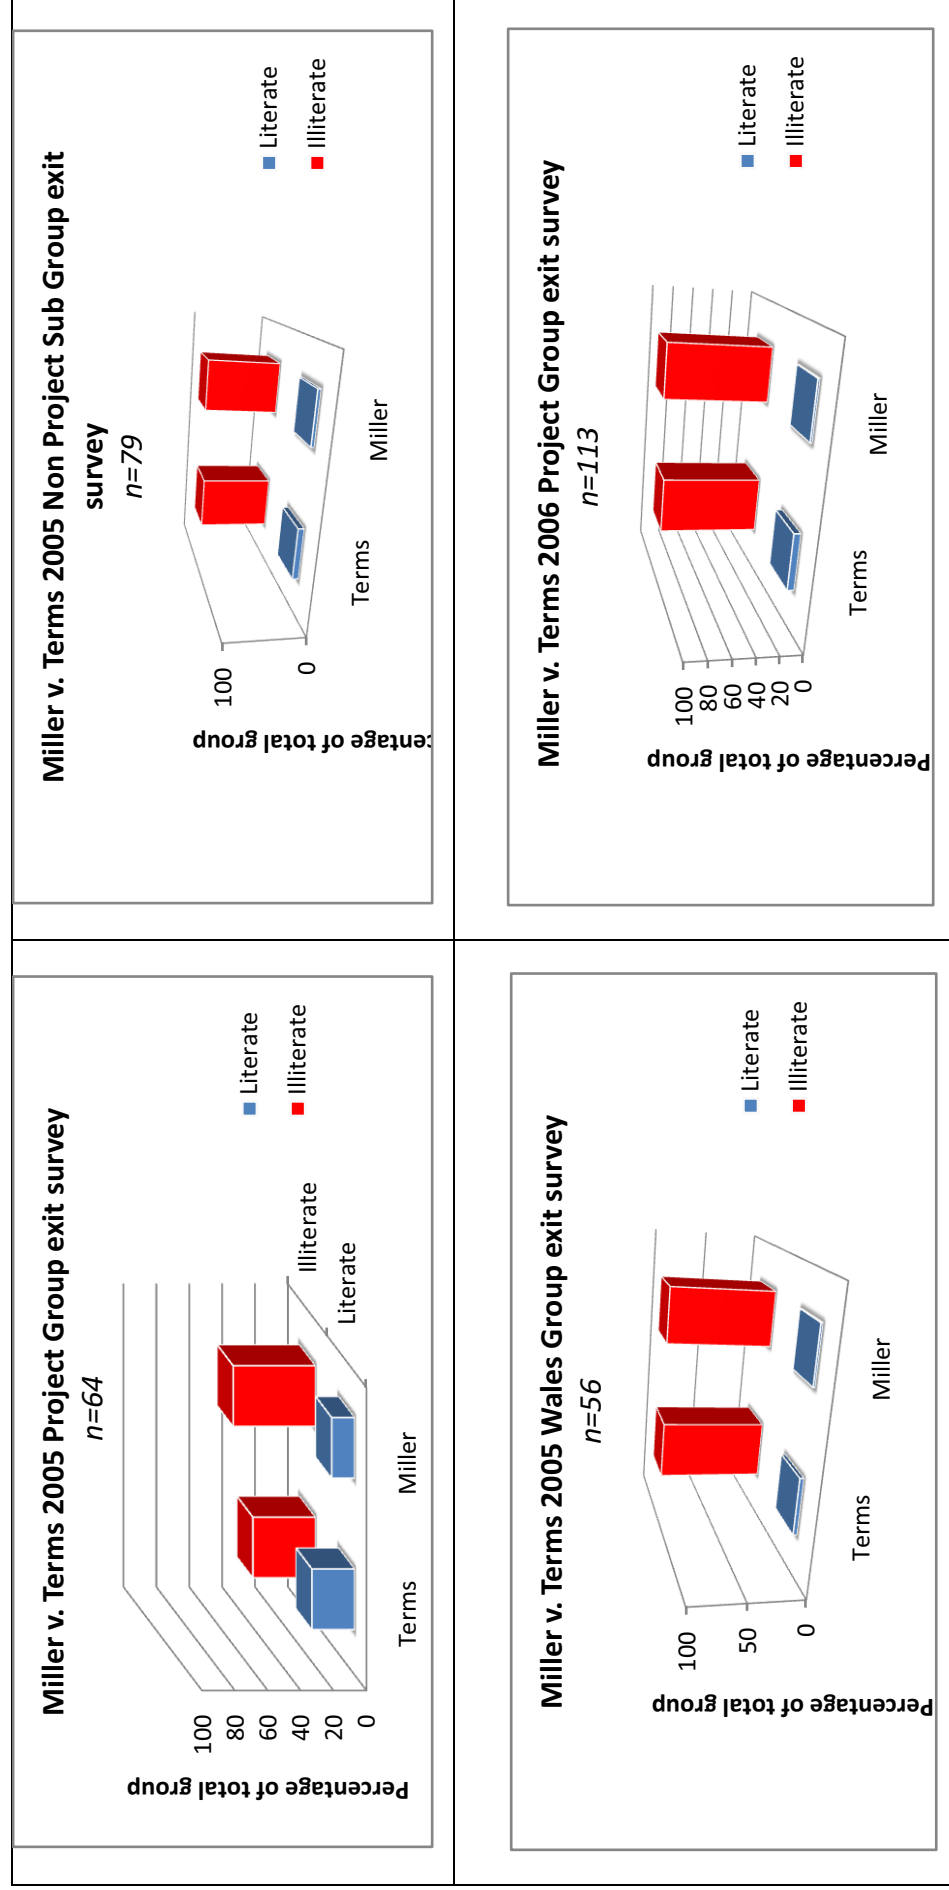 Miller v. Terms 2005 Project Group exit survey
n=64
Percentage of total group
100
80
60
40
20
0
Terms
Miller
Illiterate
Literate
Literate
Illiterate
Miller v. Terms 2005 Non Project Sub Group exit
survey
n=79
centage of total group
100
0
Terms
Miller
Literate
Illiterate
Miller v. Terms 2005 Wales Group exit survey
n=56
Percentage of total group
100
50
0
Terms
Miller
Literate
Illiterate
Miller v. Terms 2006 Project Group exit survey
n=113
Percentage of total group
100
80
60
40
20
0
Terms
Miller
Literate
Illiterate